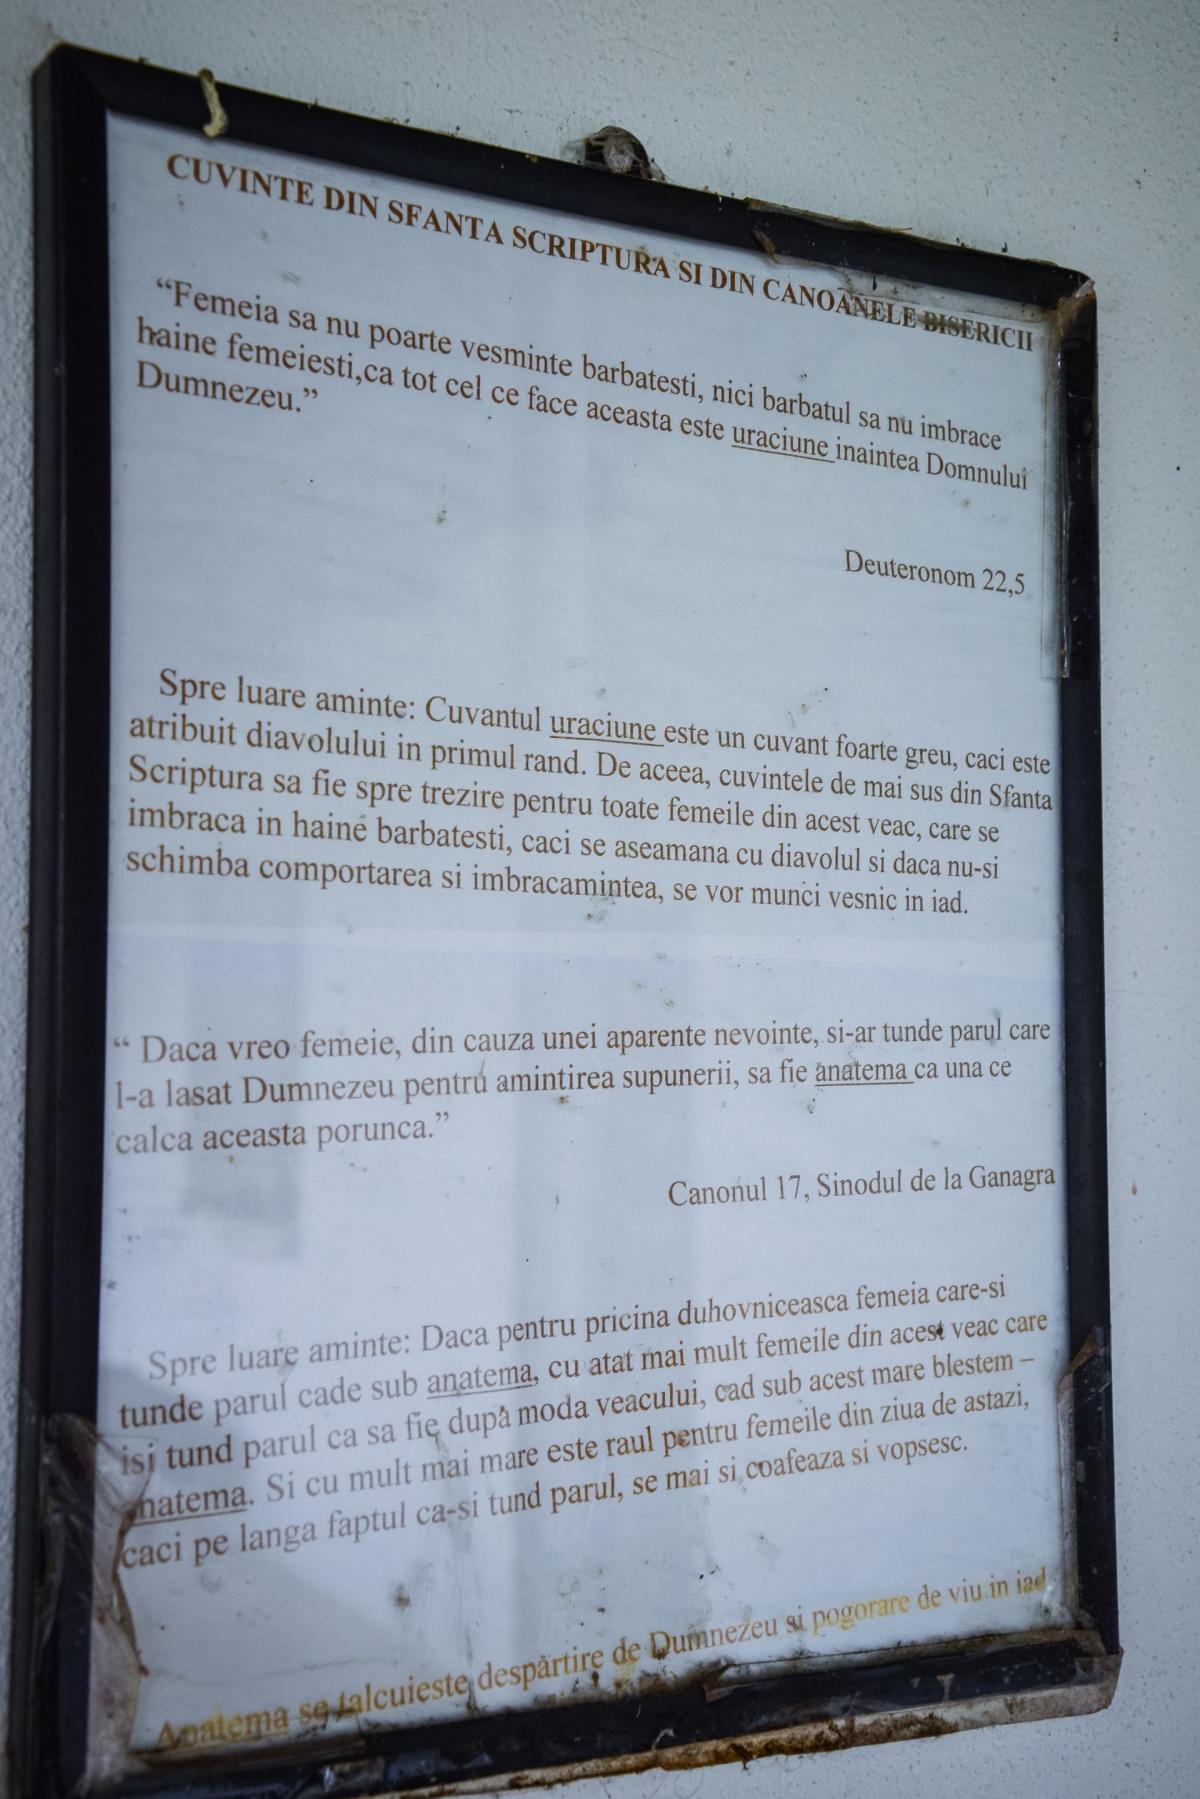 CUVINTE DIN SFANTA SCRIPTURA SI DIN CANOANELE BISERICII
“Femeia sa nu poarte vesminte barbatesti, nici barbatul sa nu imbrace
haine femeiesti,ca tot cel ce face aceasta este uraciune inaintea Domnului
Dumnezeu.”
Deuteronom 22,5
Spre luare aminte: Cuvantul uraciune este un cuvant foarte greu, caci este
atribuit diavolului in primul rand. De aceea, cuvintele de mai sus din Sfanta
Scriptura sa fie spre trezire pentru toate femeile din acest veac, care se
imbraca in haine barbatesti, caci se aseamana cu diavolul si daca nu-si
schimba comportarea si imbracamintea, se vor munci vesnic in iad.
“ Daca vreo femeie, din cauza unei aparente nevointe, si-ar tunde parul care
l-a lasat Dumnezeu pentru amintirea supunerii, sa fie anatema ca una ce
calca aceasta porunca.”
Canonul 17, Sinodul de la Ganagra
Spre luare aminte: Daca pentru pricina duhovniceasca femeia care-si
tunde parul cade sub anatema, cu atat mai mult femeile din acest veac care
isi tund parul ca sa fie dupa moda veacului, cad sub acest mare blestem –
anatema. Si cu mult mai mare este raul pentru femeile din ziua de astazi,
caci pe langa faptul ca-si tund parul, se mai si coafeaza si vopsesc.
Anatema se talcuieste despartire de Dumnezeu si pogorare de viu in iad